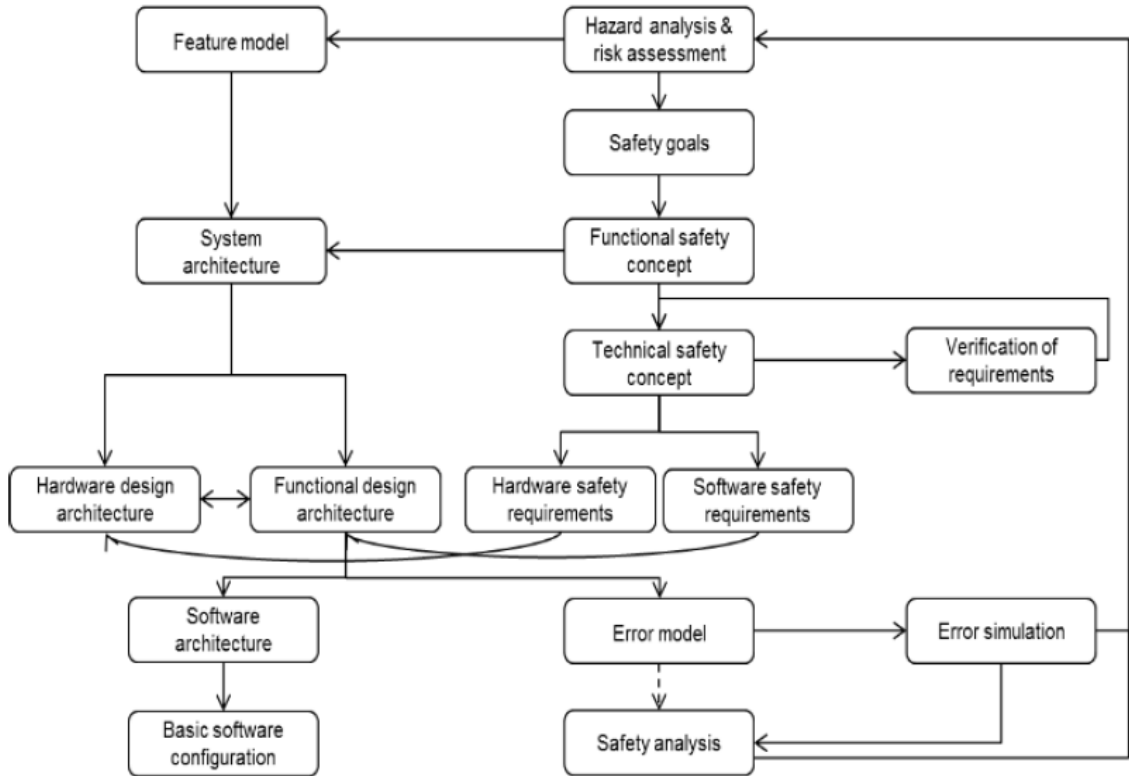 Feature model
Hazard analysis &
risk assessment
Safety goals
System
architecture
Functional safety
concept
Technical safety
concept
Verification of
requirements
Hardware design
architecture
Functional design
architecture
Hardware safety
requirements
Software safety
requirements
Software
architecture
Error model
Error simulation
Basic software
configuration
Safety analysis